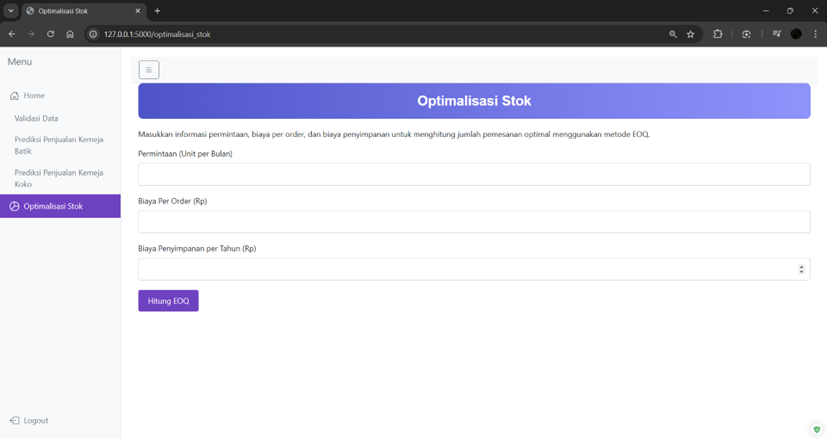 Optimalisasi Stok
127.0.0.1:5000/optimalisasi_stok
Menu
Home
Validasi Data
Prediksi Penjualan Kemeja
Batik
Prediksi Penjualan Kemeja
Koko
Optimalisasi Stok
Logout
Optimalisasi Stok
Masukkan informasi permintaan, biaya per order, dan biaya penyimpanan untuk menghitung jumlah pemesanan optimal menggunakan metode EOQ.
Permintaan (Unit per Bulan)
Biaya Per Order (Rp)
Biaya Penyimpanan per Tahun (Rp)
Hitung EOQ